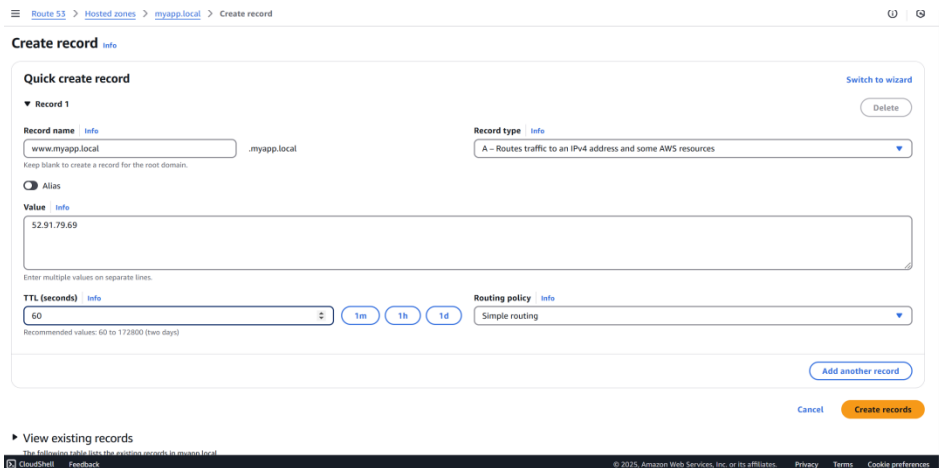 Route 53 > Hosted zones > myapp.local > Create record
Create record Info
Quick create record Switch to wizard
Record 1 Delete
Record name Info Record type Info
www.myapp.local .myapp.local A – Routes traffic to an IPv4 address and some AWS resources
Keep blank to create a record for the root domain.
Alias
Value Info
52.91.79.69
Enter multiple values on separate lines.
TTL (seconds) Info Routing policy Info
60 1m 1h 1d Simple routing
Recommended values: 60 to 172800 (two days)
Add another record
Cancel Create records
View existing records
The following table lists the existing records in myapp.local
CloudShell Feedback © 2025, Amazon Web Services, Inc. or its affiliates. Privacy Terms Cookie preferences